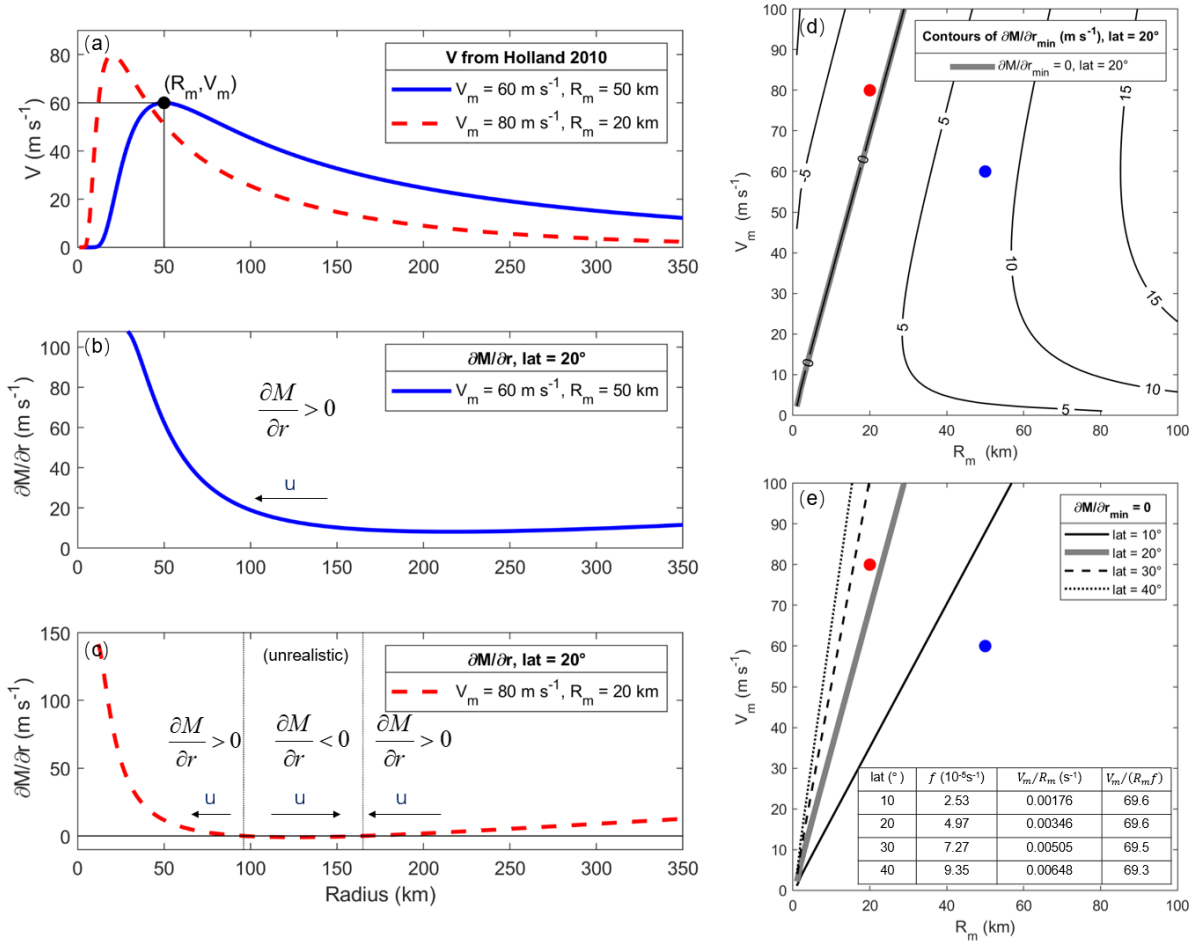 (a)
V from Holland 2010
V_m = 60 m s⁻¹, R_m = 50 km
V_m = 80 m s⁻¹, R_m = 20 km
(R_m,V_m)
V (m s⁻¹)
80
60
40
20
0
0 50 100 150 200 250 300 350
(b)
∂M/∂r, lat = 20°
V_m = 60 m s⁻¹, R_m = 50 km
∂M/∂r > 0
u
∂M/∂r (m s⁻¹)
100
80
60
40
20
0
0 50 100 150 200 250 300 350
(c)
(unrealistic)
∂M/∂r, lat = 20°
V_m = 80 m s⁻¹, R_m = 20 km
∂M/∂r > 0 ∂M/∂r < 0 ∂M/∂r > 0
u u u
∂M/∂r (m s⁻¹)
150
100
50
0
0 50 100 150 200 250 300 350
Radius (km)
(d)
Contours of ∂M/∂r_min (m s⁻¹), lat = 20°
∂M/∂r_min = 0, lat = 20°
-5
0
0
5
5
5
10
10
10
15
15
V_m (m s⁻¹)
100
90
80
70
60
50
40
30
20
10
0
0 20 40 60 80 100
R_m (km)
(e)
∂M/∂r_min = 0
lat = 10°
lat = 20°
lat = 30°
lat = 40°
V_m (m s⁻¹)
100
90
80
70
60
50
40
30
20
10
0
lat (°) f (10⁻⁵s⁻¹) V_m/R_m (s⁻¹) V_m/(R_mf)
10 2.53 0.00176 69.6
20 4.97 0.00346 69.6
30 7.27 0.00505 69.5
40 9.35 0.00648 69.3
0 20 40 60 80 100
R_m (km)